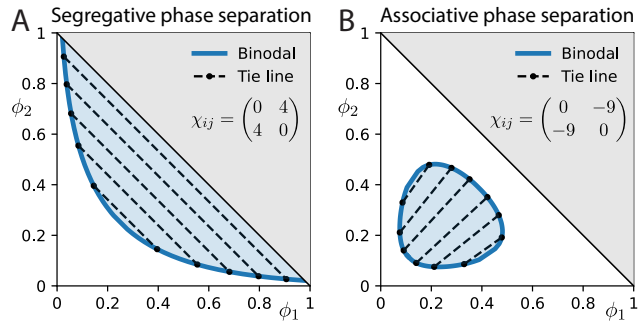 A Segregative phase separation
1
0.8
ϕ₂
0.6
0.4
0.2
0
0 0.2 0.4 0.6 0.8 ϕ₁ 1
Binodal
Tie line
χᵢⱼ = (0 4
4 0)
B Associative phase separation
1
0.8
ϕ₂
0.6
0.4
0.2
0
0 0.2 0.4 0.6 0.8 ϕ₁ 1
Binodal
Tie line
χᵢⱼ = (0 −9
−9 0)